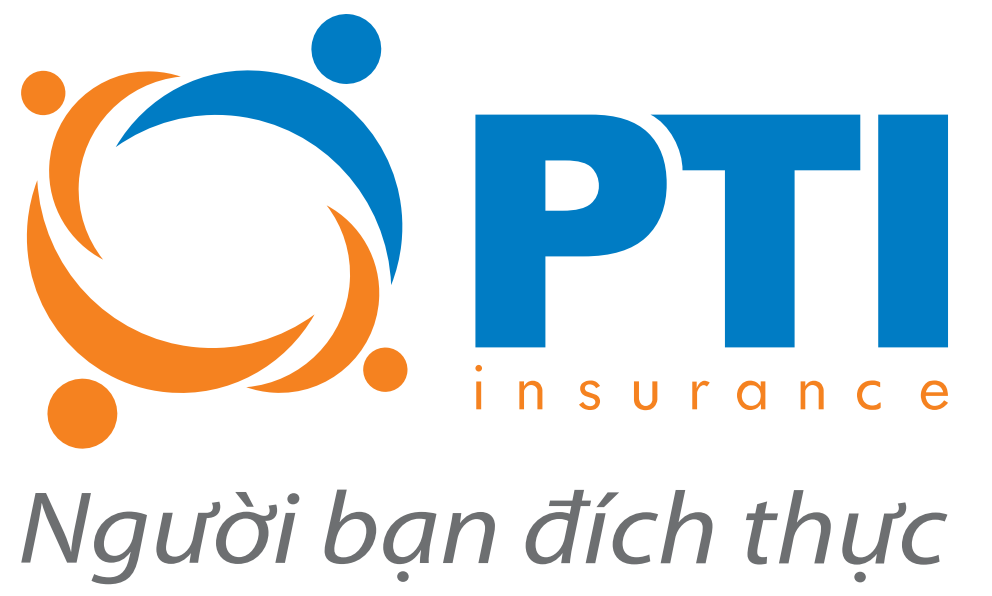 PTI
insurance
Người bạn đích thực